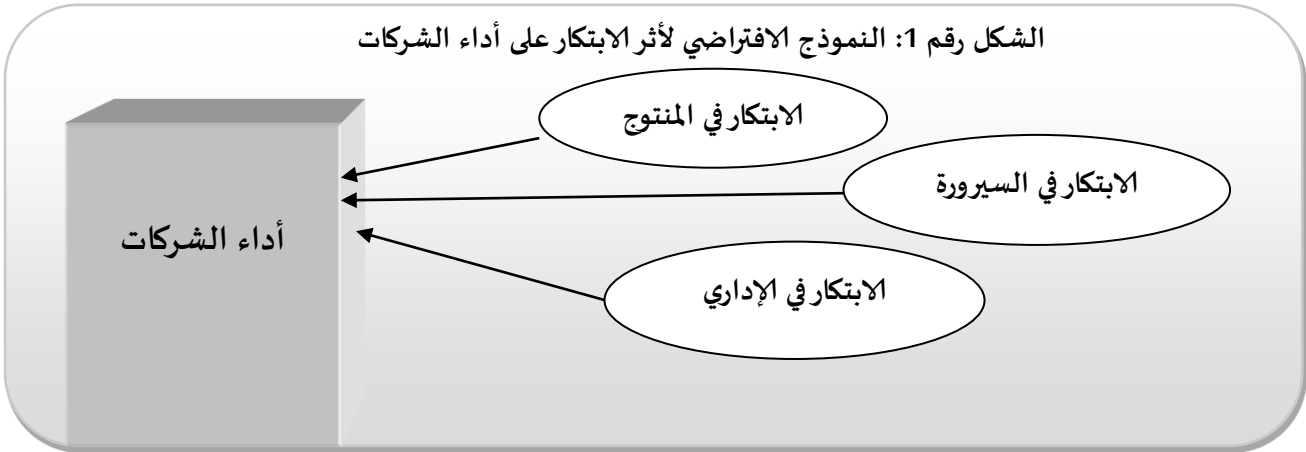 الشكل رقم 1: النموذج الافتراضي لأثر الابتكار على أداء الشركات
الابتكار في المنتوج
الابتكار في السيرورة
أداء الشركات
الابتكار في الإداري